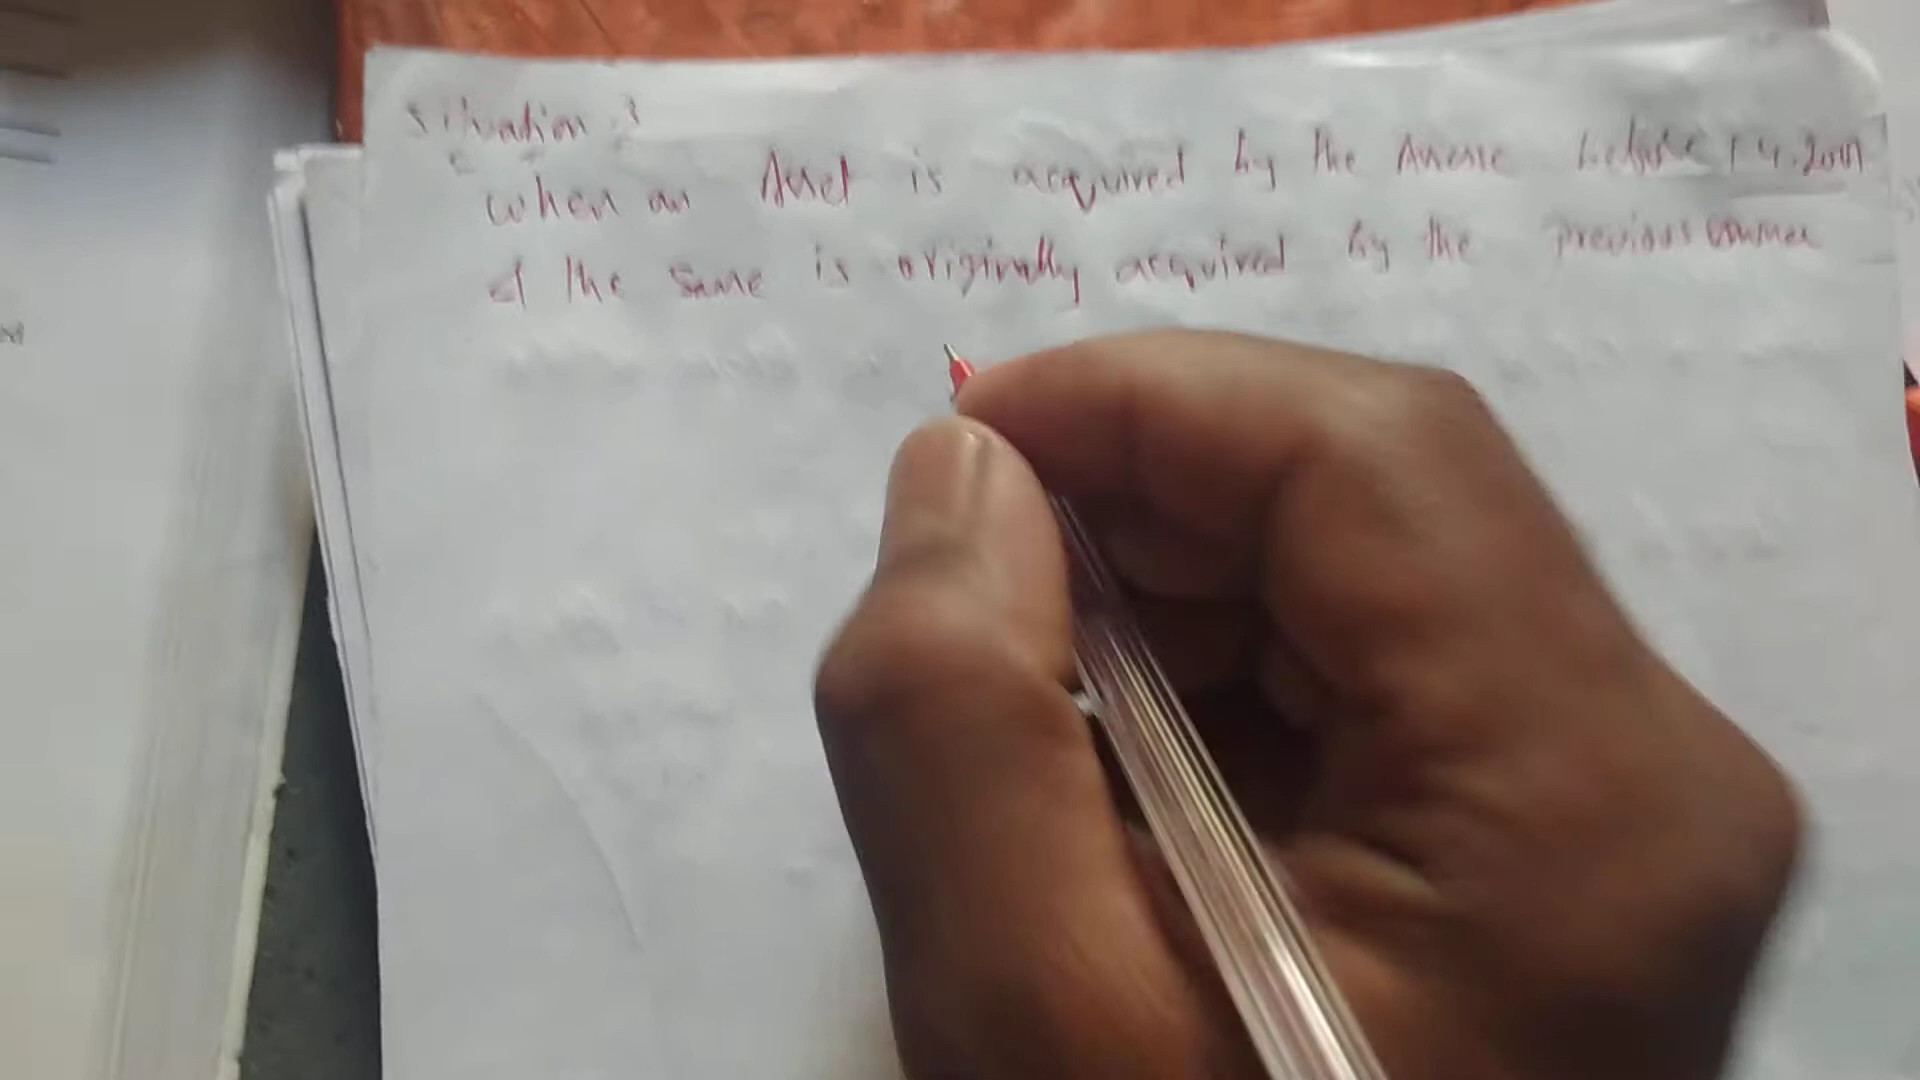 Situation 3
when an Asset is acquired by the Assesse before 1.4.2001
& the same is originally acquired by the previous owner